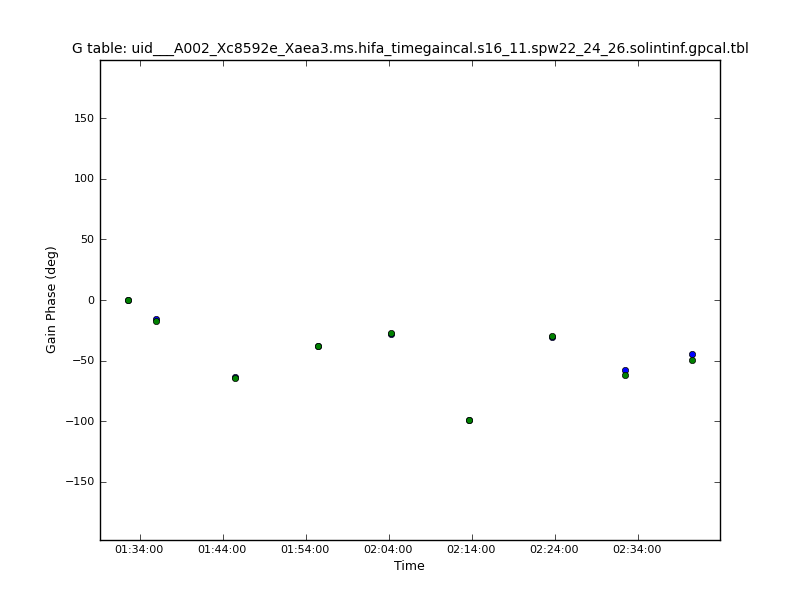 G table: uid___A002_Xc8592e_Xaea3.ms.hifa_timegaincal.s16_11.spw22_24_26.solintinf.gpcal.tbl
Gain Phase (deg)
150
100
50
0
−50
−100
−150
01:34:00 01:44:00 01:54:00 02:04:00 02:14:00 02:24:00 02:34:00
Time